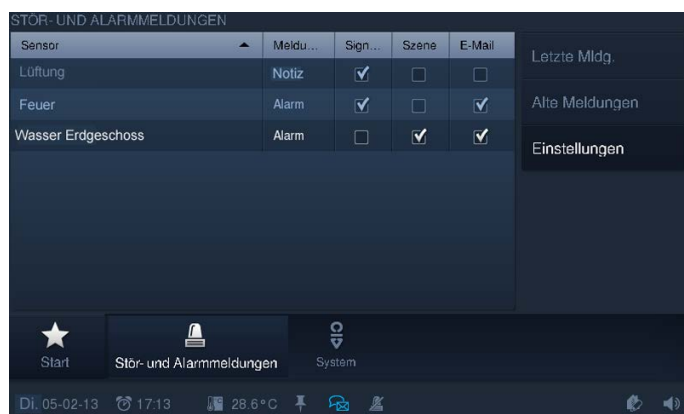 STÖR- UND ALARMMELDUNGEN
Sensor Meldu... Sign... Szene E-Mail
Lüftung Notiz
Feuer Alarm
Wasser Erdgeschoss Alarm
Letzte Mldg.
Alte Meldungen
Einstellungen
Start Stör- und Alarmmeldungen System
Di. 05-02-13 17:13 28.6°C